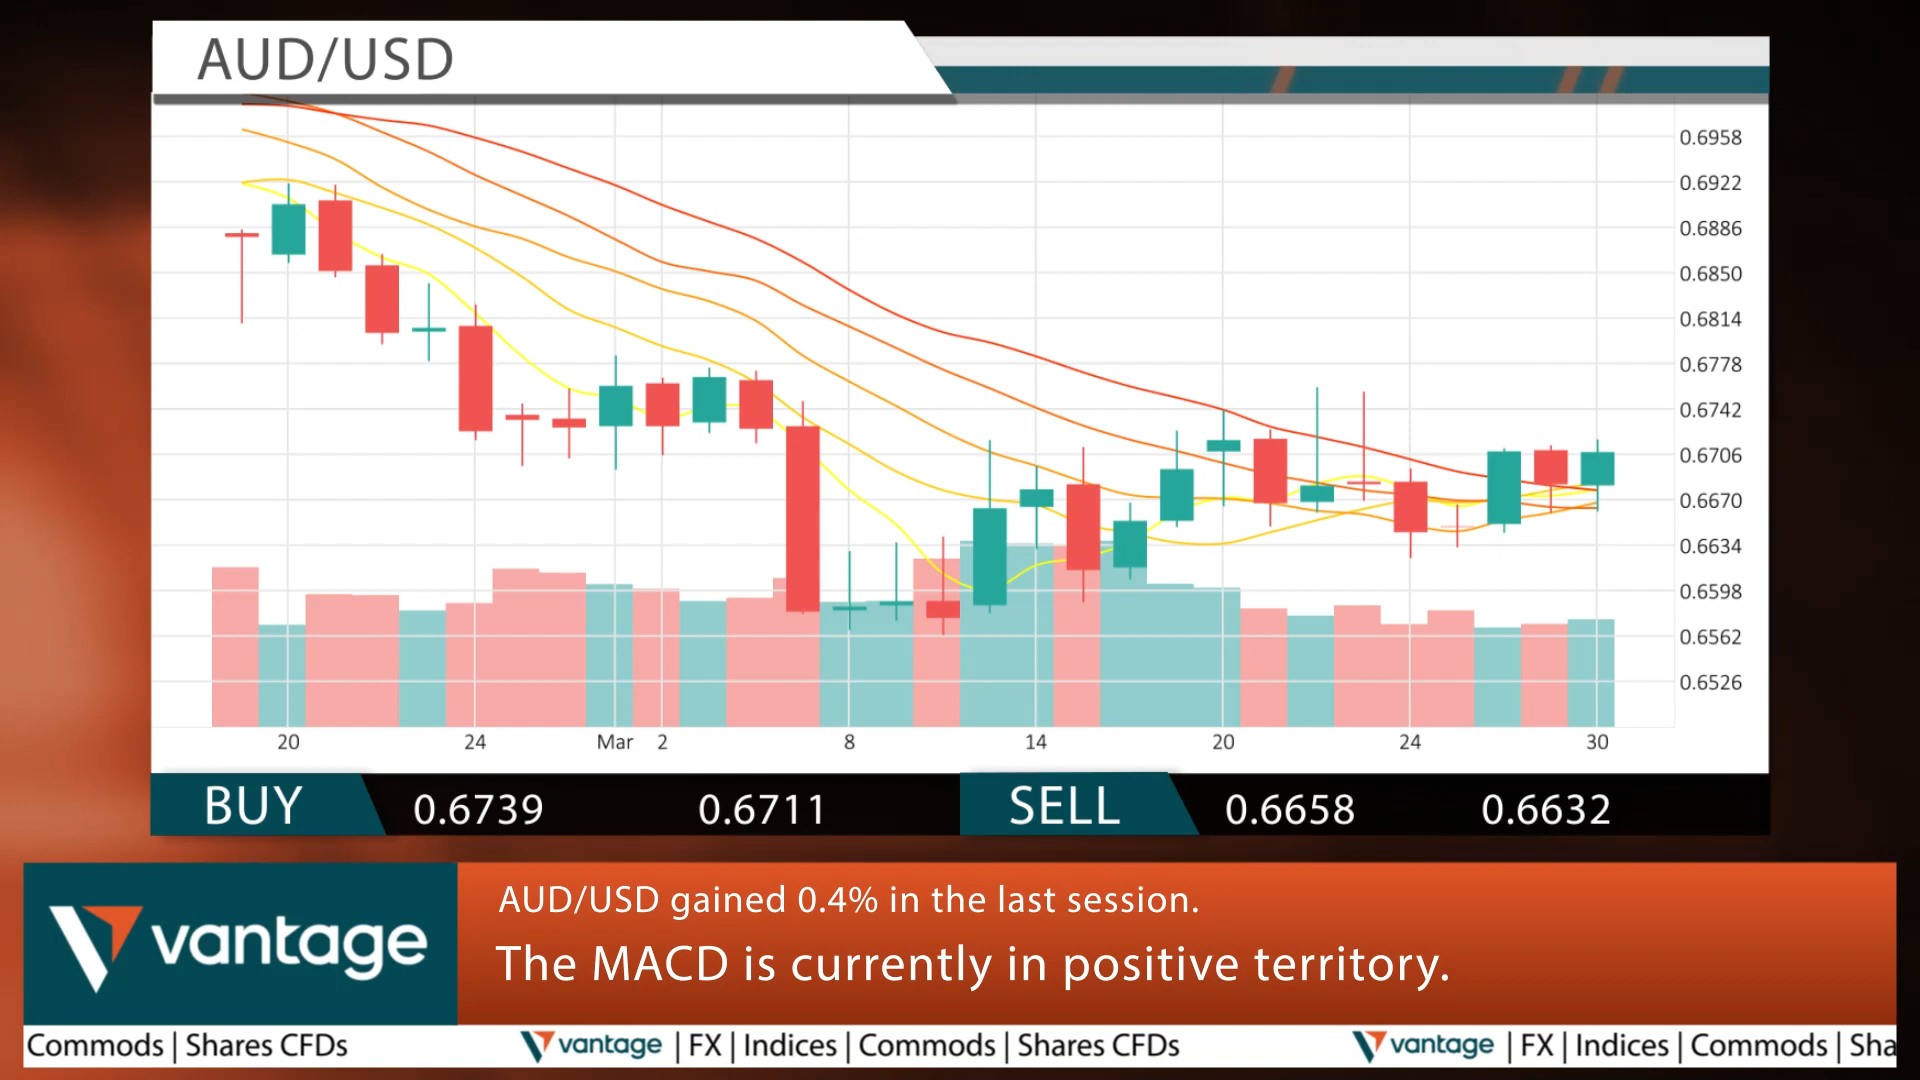 AUD/USD
0.6958
0.6922
0.6886
0.6850
0.6814
0.6778
0.6742
0.6706
0.6670
0.6634
0.6598
0.6562
0.6526
20 24 Mar 2 8 14 20 24 30
BUY 0.6739 0.6711 SELL 0.6658 0.6632
vantage
AUD/USD gained 0.4% in the last session.
The MACD is currently in positive territory.
Commods | Shares CFDs vantage | FX | Indices | Commods | Shares CFDs vantage | FX | Indices | Commods | Sha